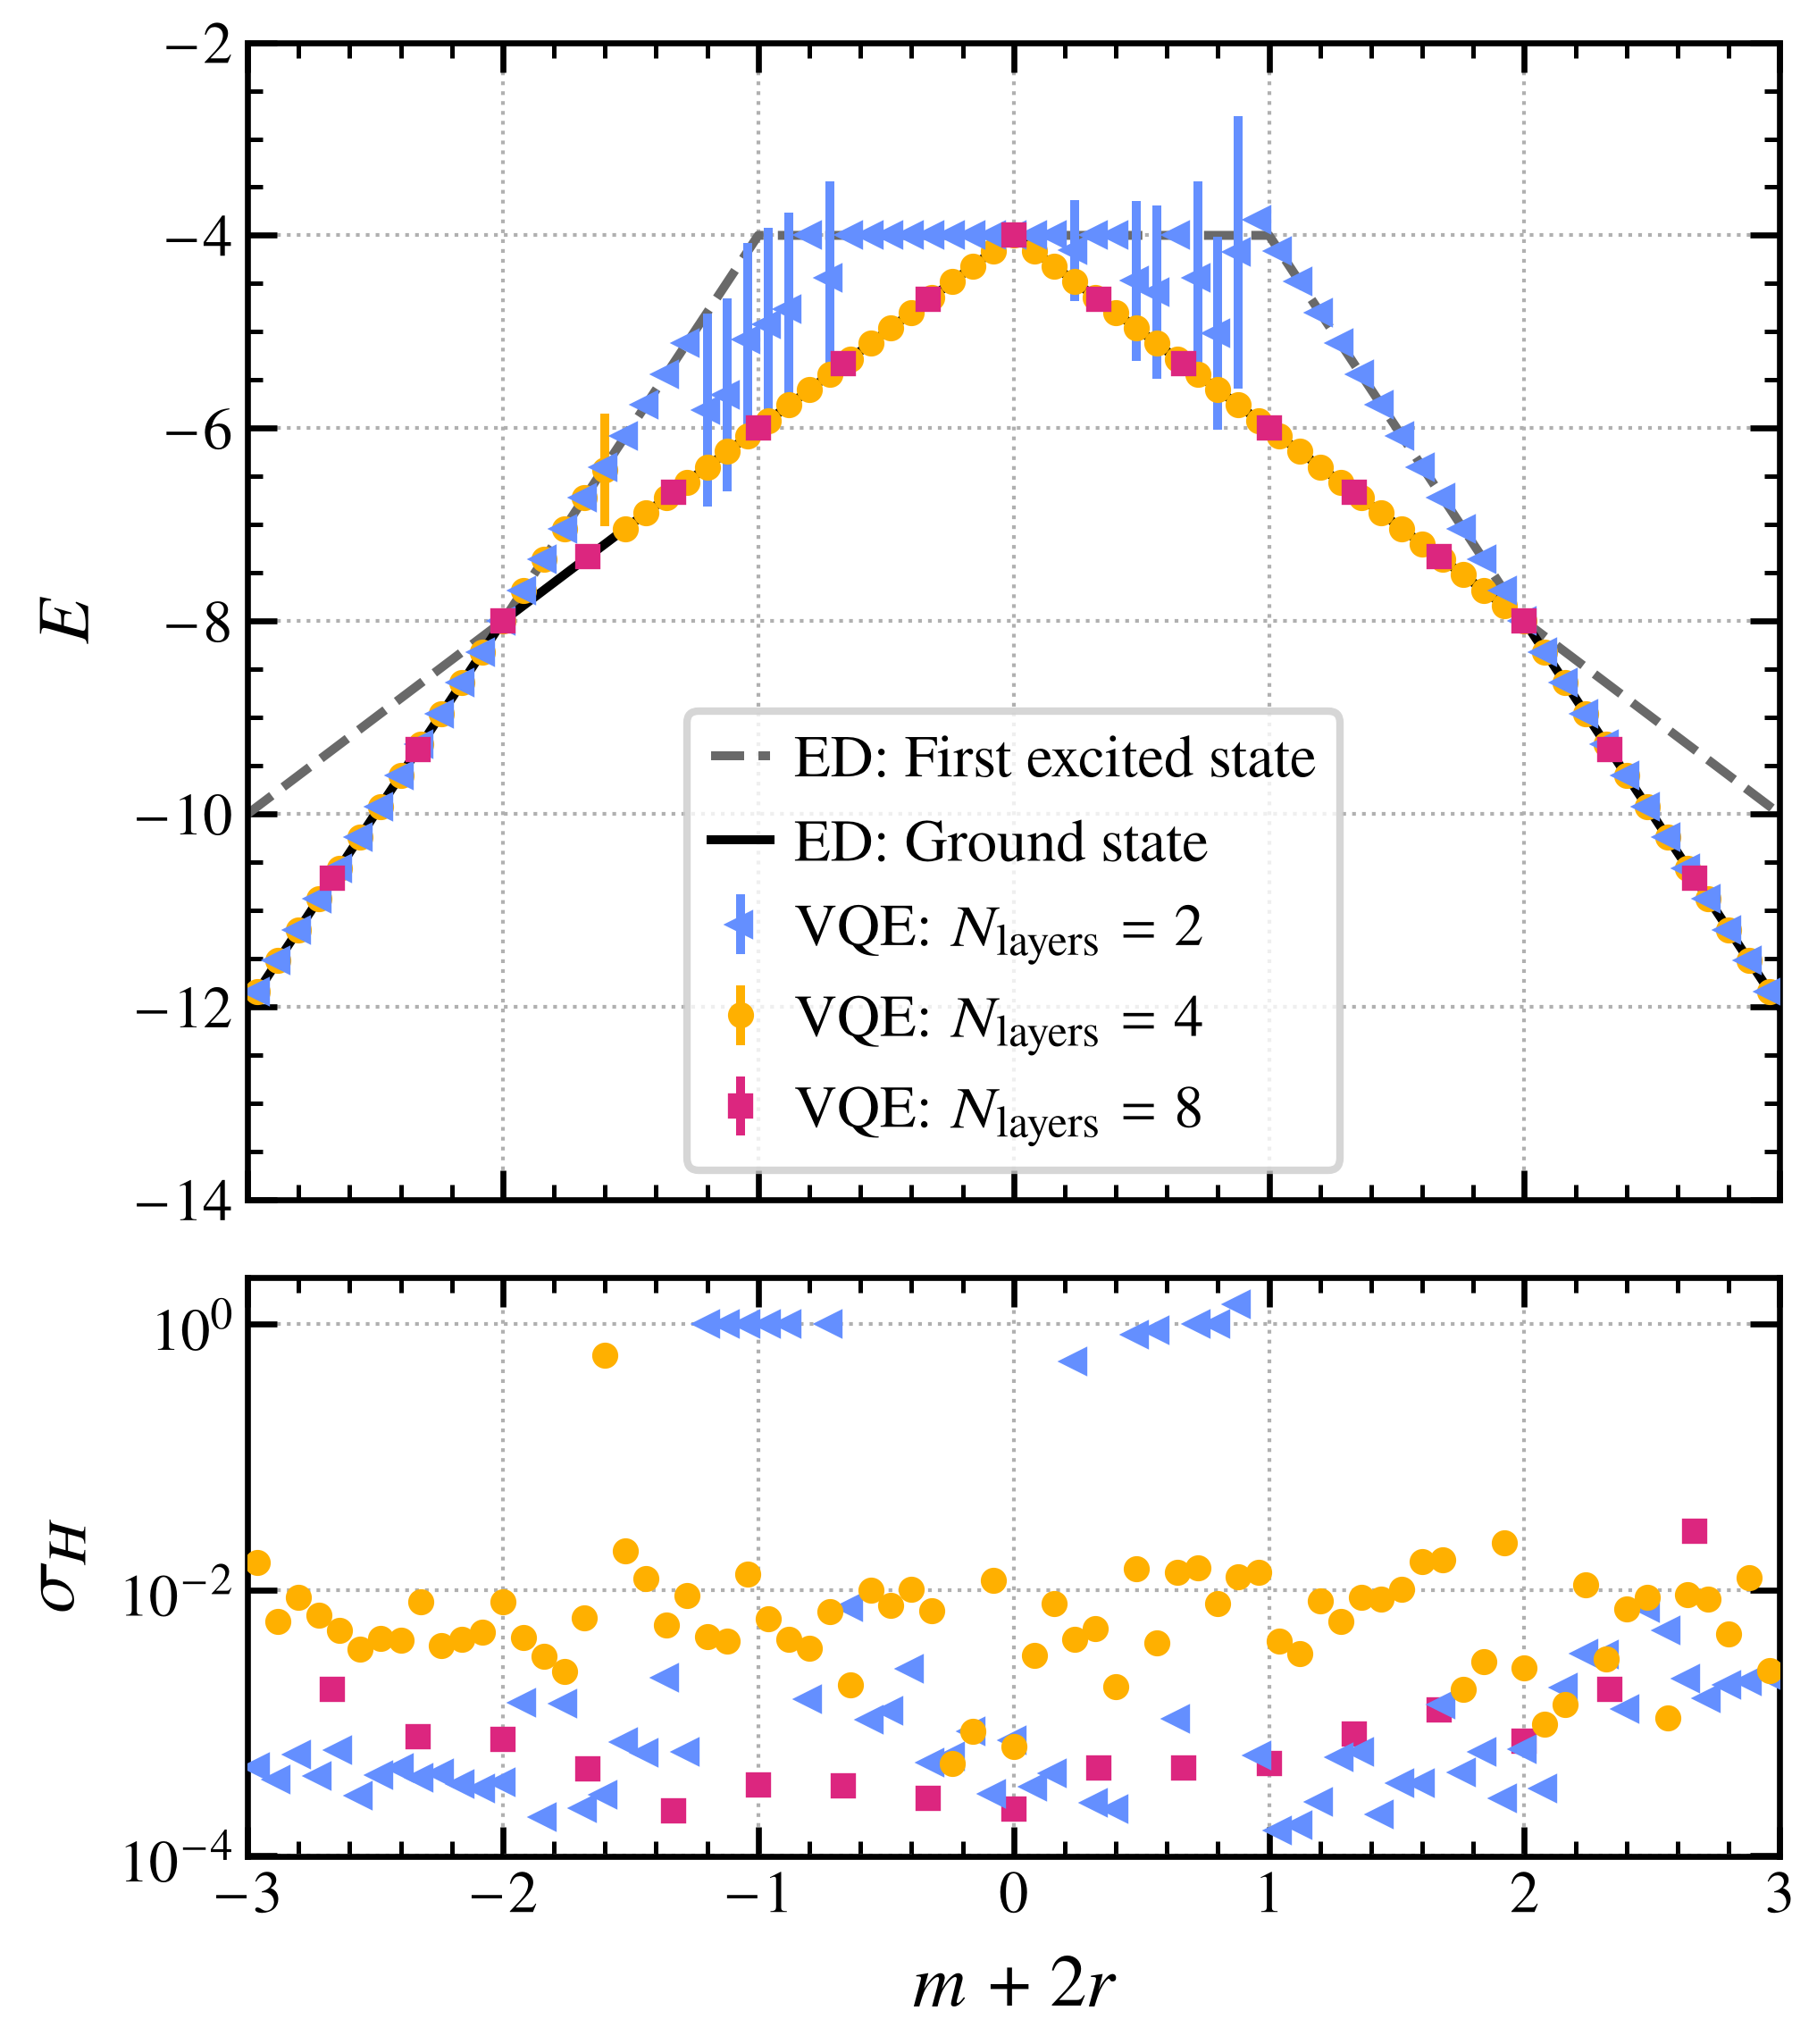 −2
−4
−6
−8
−10
−12
−14
E
ED: First excited state
ED: Ground state
VQE: N_layers = 2
VQE: N_layers = 4
VQE: N_layers = 8
10^0
10^−2
10^−4
σ_H
−3 −2 −1 0 1 2 3
m + 2r